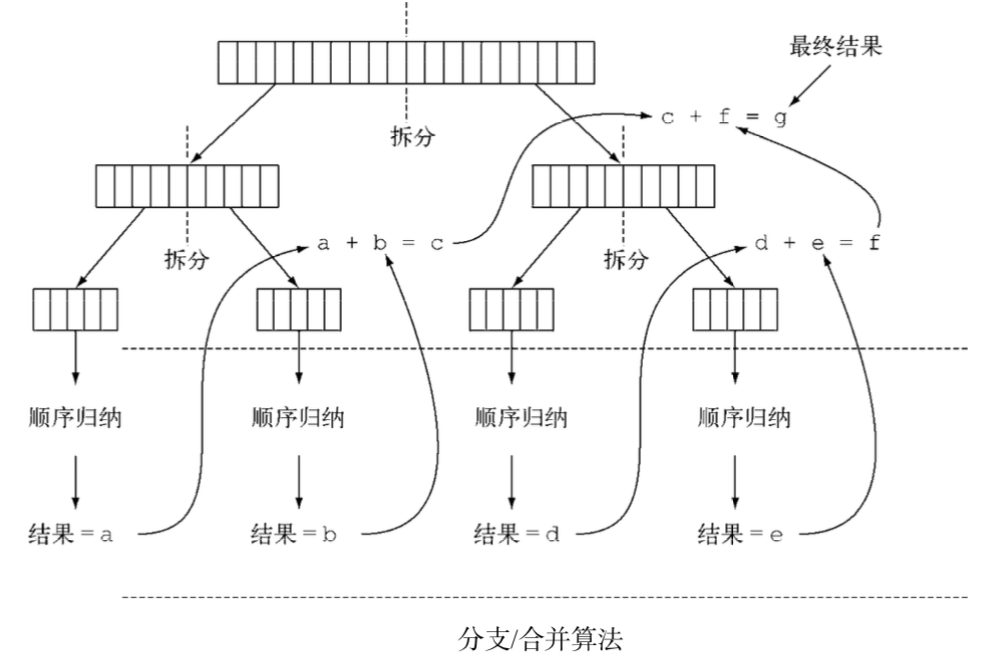 最终结果
c + f = g
拆分
a + b = c
d + e = f
拆分
拆分
顺序归纳
顺序归纳
顺序归纳
顺序归纳
结果=a
结果=b
结果=d
结果=e
分支/合并算法